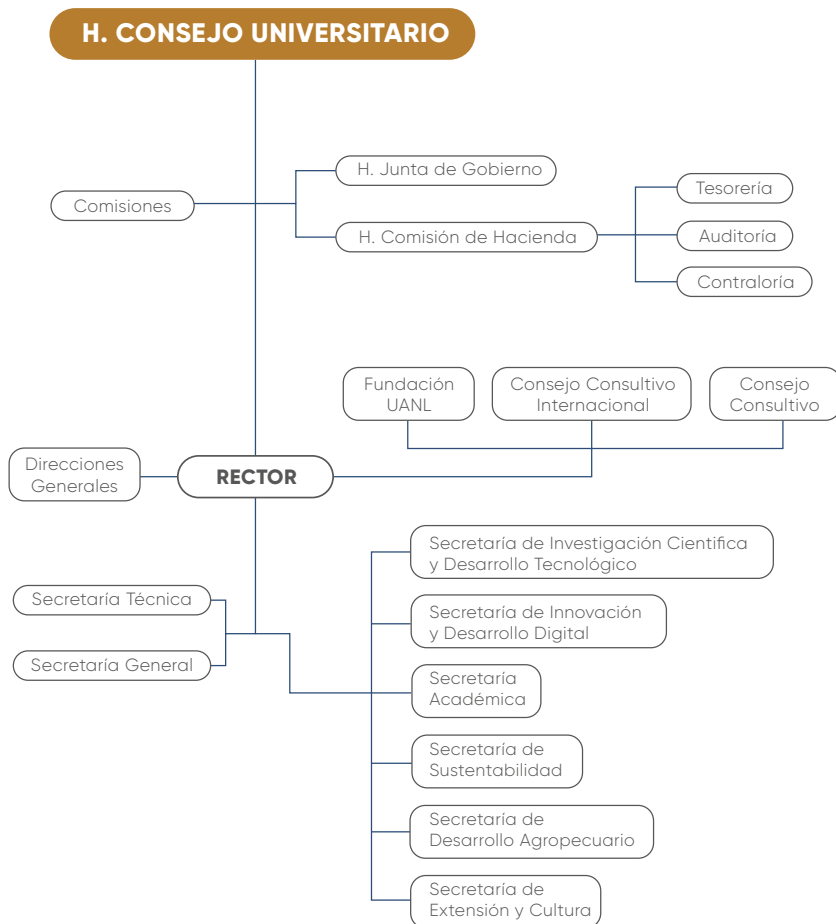 H. CONSEJO UNIVERSITARIO
H. Junta de Gobierno
Comisiones
H. Comisión de Hacienda
Tesorería
Auditoría
Contraloría
Fundación
UANL
Consejo Consultivo
Internacional
Consejo
Consultivo
Direcciones
Generales
RECTOR
Secretaría Técnica
Secretaría General
Secretaría de Investigación Cientifica
y Desarrollo Tecnológico
Secretaría de Innovación
y Desarrollo Digital
Secretaría
Académica
Secretaría de
Sustentabilidad
Secretaría de
Desarrollo Agropecuario
Secretaría de
Extensión y Cultura